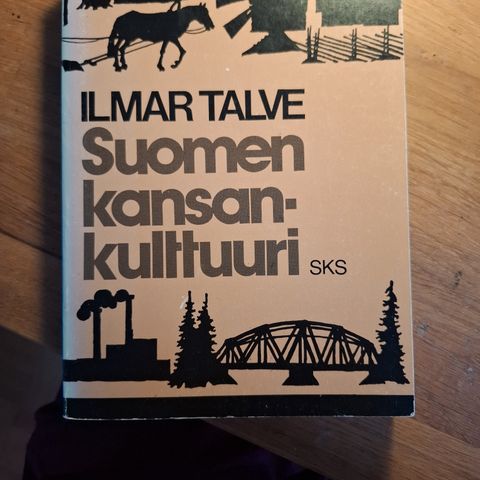 ILMAR TALVE
Suomen
kansan-
kulttuuri SKS